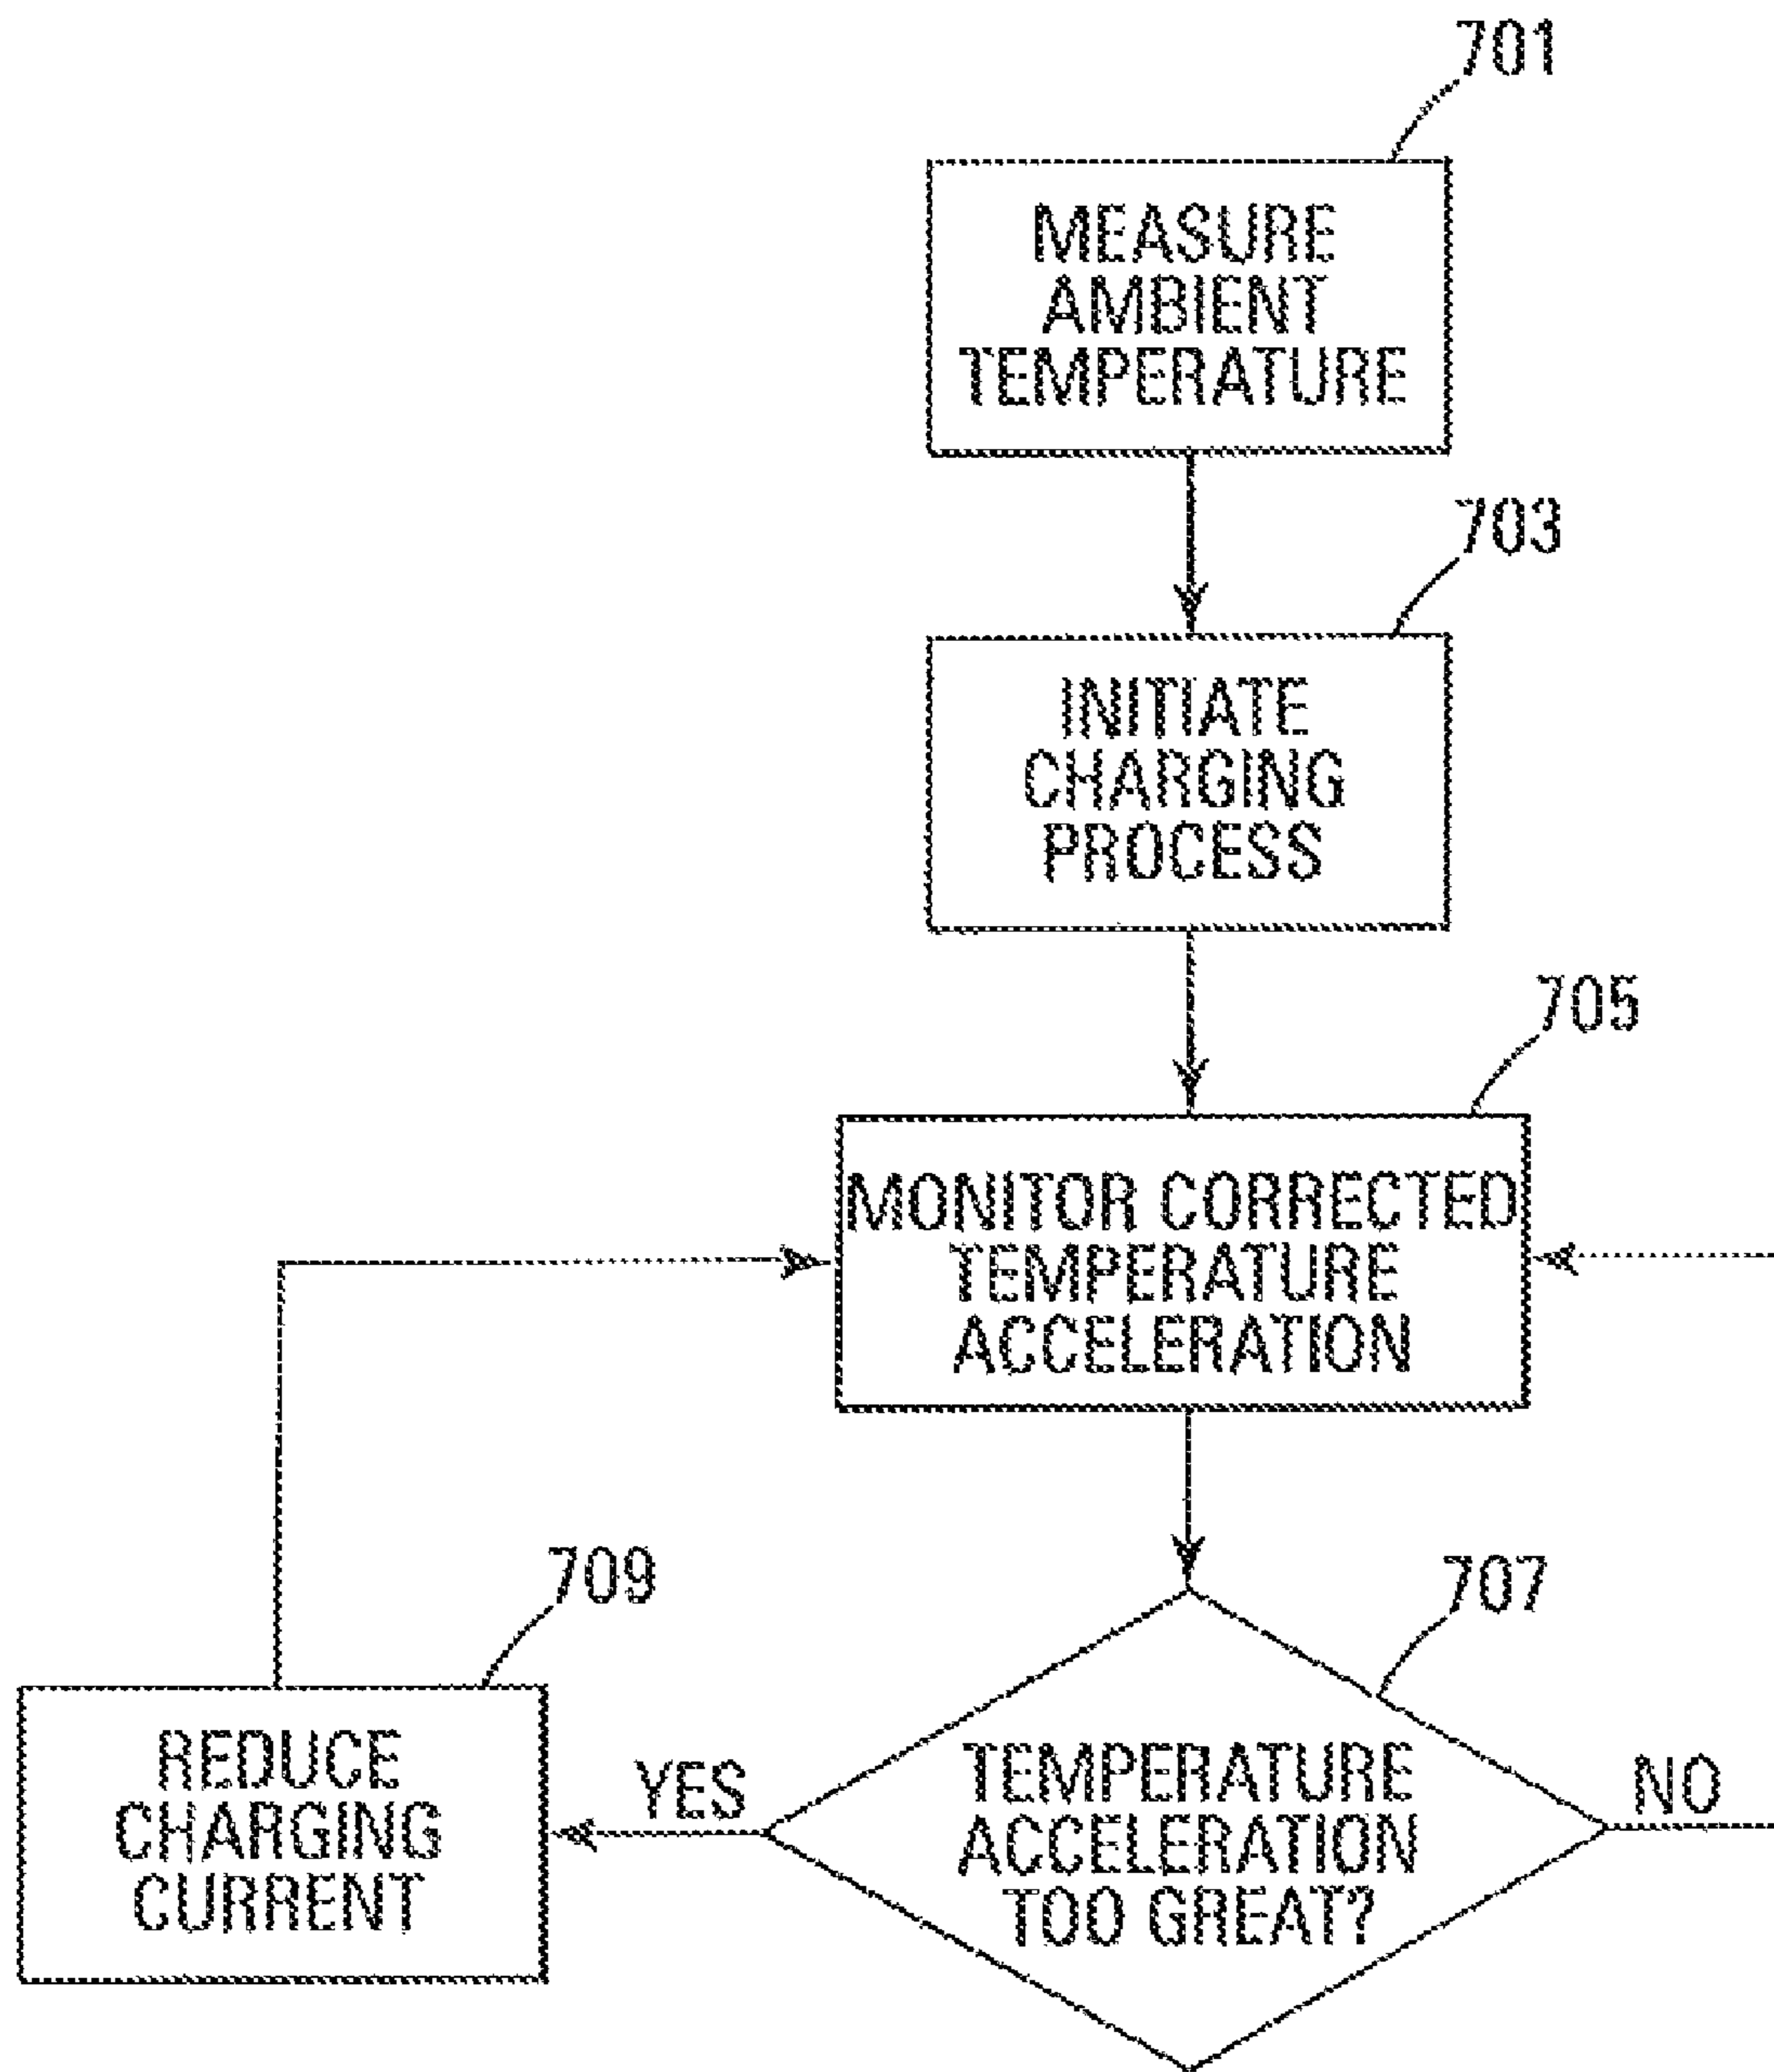 701
MEASURE
AMBIENT
TEMPERATURE
703
INITIATE
CHARGING
PROCESS
705
MONITOR CORRECTED
TEMPERATURE
ACCELERATION
709
707
REDUCE
CHARGING
CURRENT
YES
TEMPERATURE
ACCELERATION
TOO GREAT?
NO